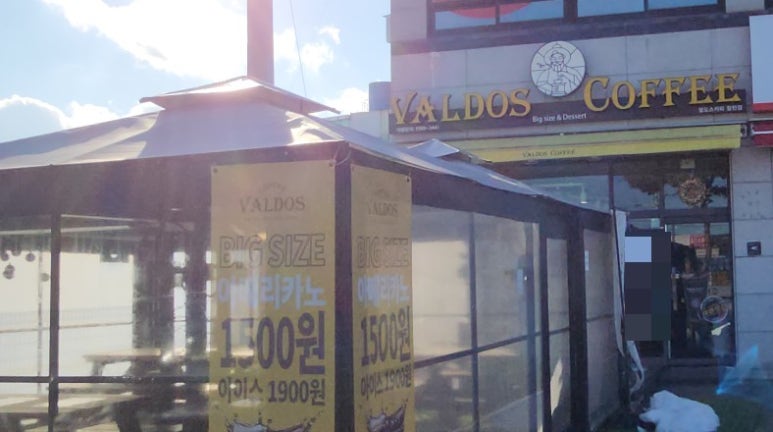 VALDOS COFFEE
Big size & Dessert
VALDOS COFFEE
COFFEE
VALDOS
BIG SIZE
아메리카노
1500원
아이스 1900원
VALDOS
BIG SIZE
아메리카노
1500원
아이스 1900원